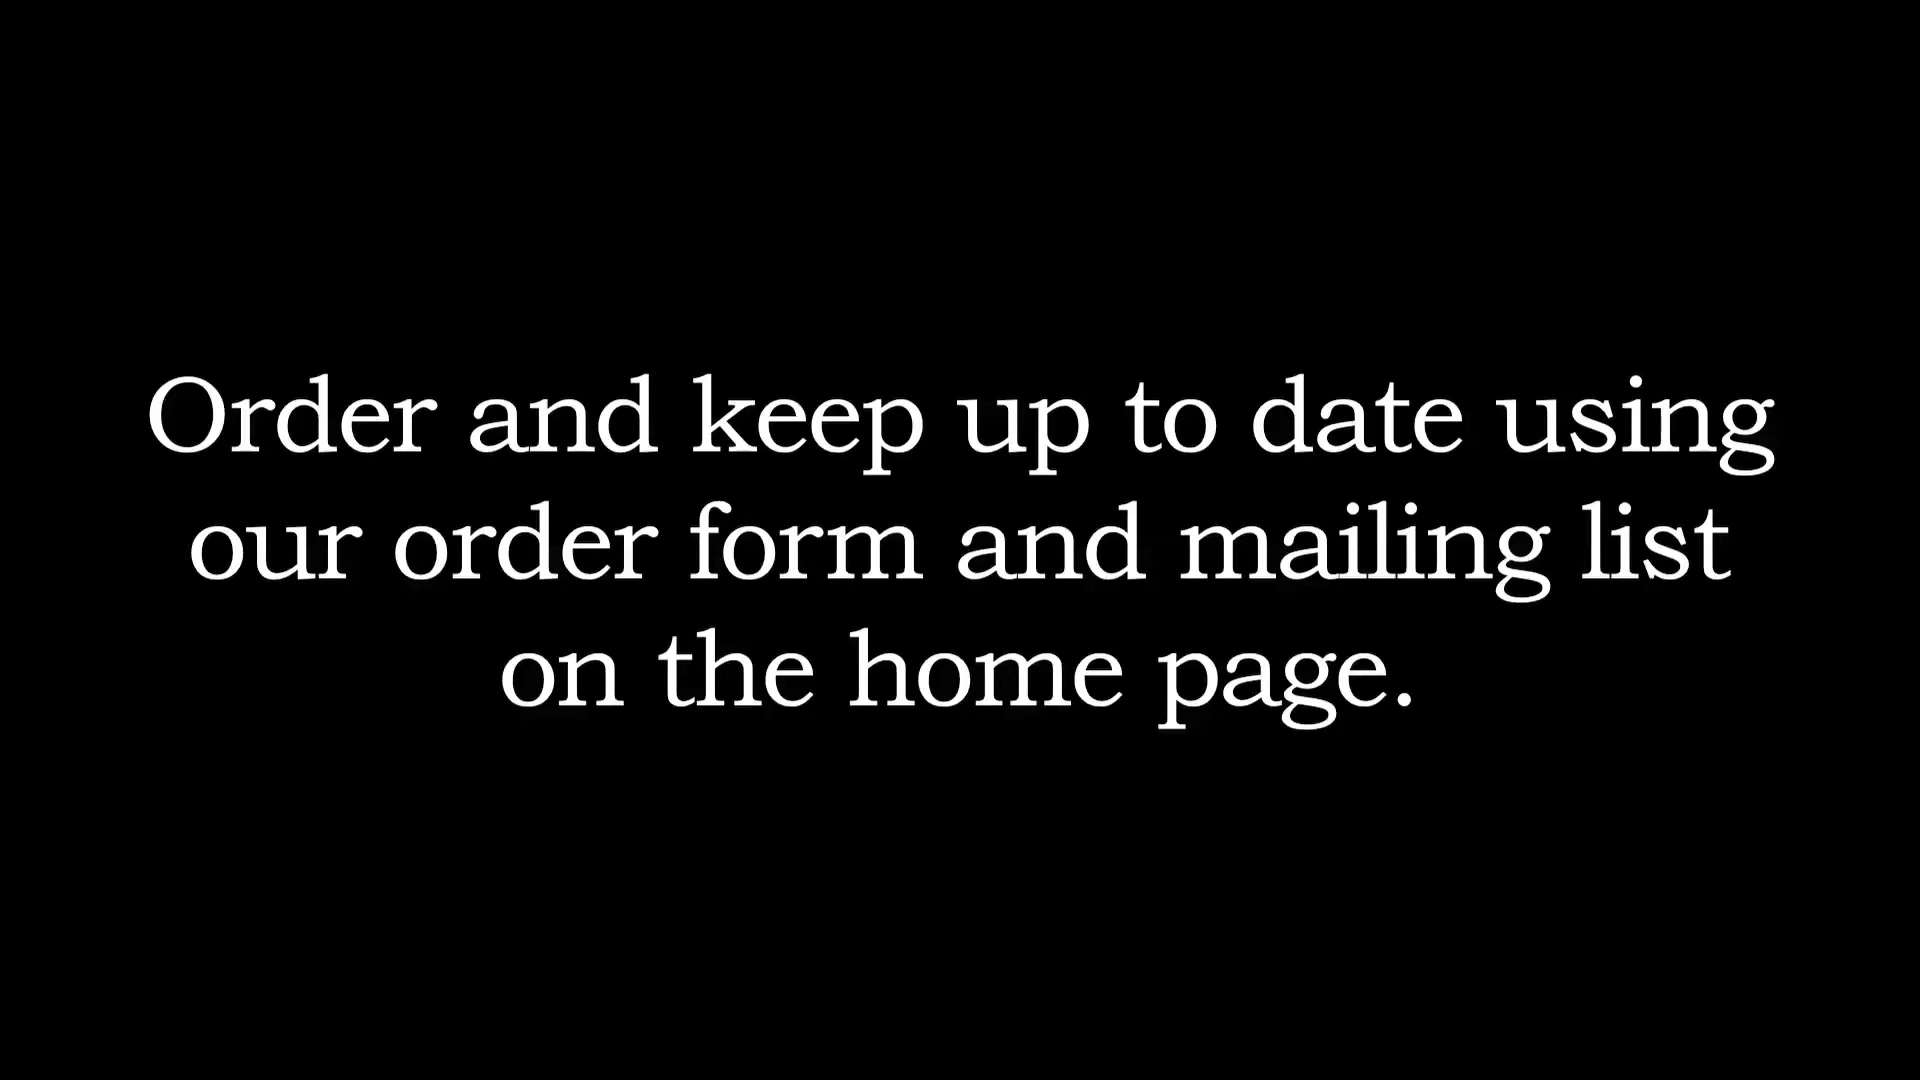 Order and keep up to date using
our order form and mailing list
on the home page.